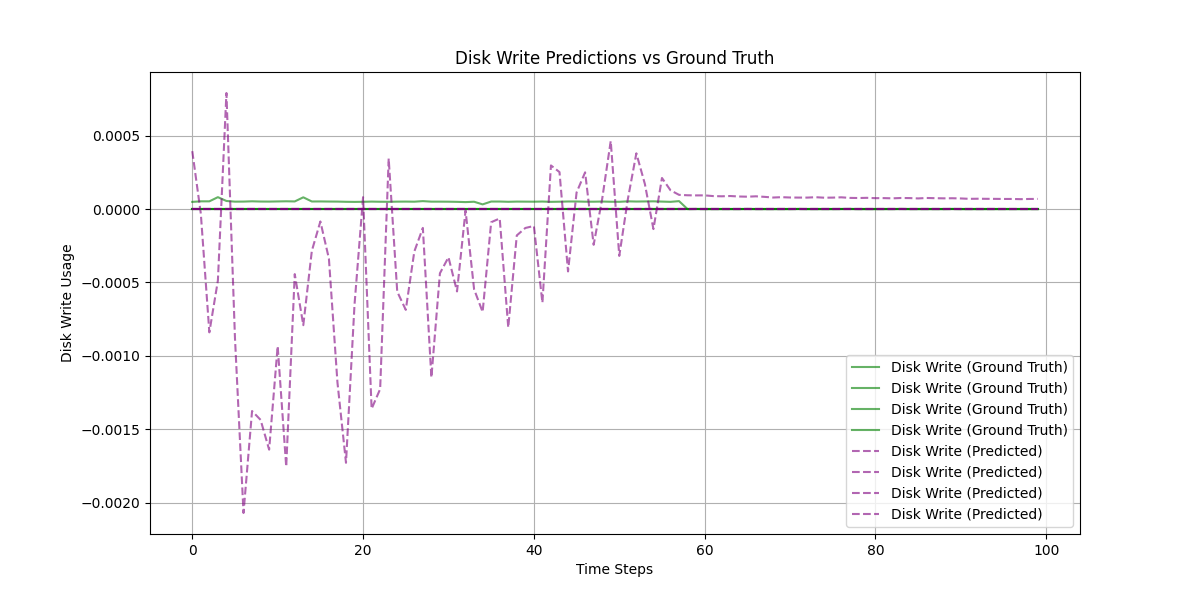 Disk Write Predictions vs Ground Truth
Disk Write Usage
0.0005
0.0000
−0.0005
−0.0010
−0.0015
−0.0020
Disk Write (Ground Truth)
Disk Write (Ground Truth)
Disk Write (Ground Truth)
Disk Write (Ground Truth)
Disk Write (Predicted)
Disk Write (Predicted)
Disk Write (Predicted)
Disk Write (Predicted)
0 20 40 60 80 100
Time Steps